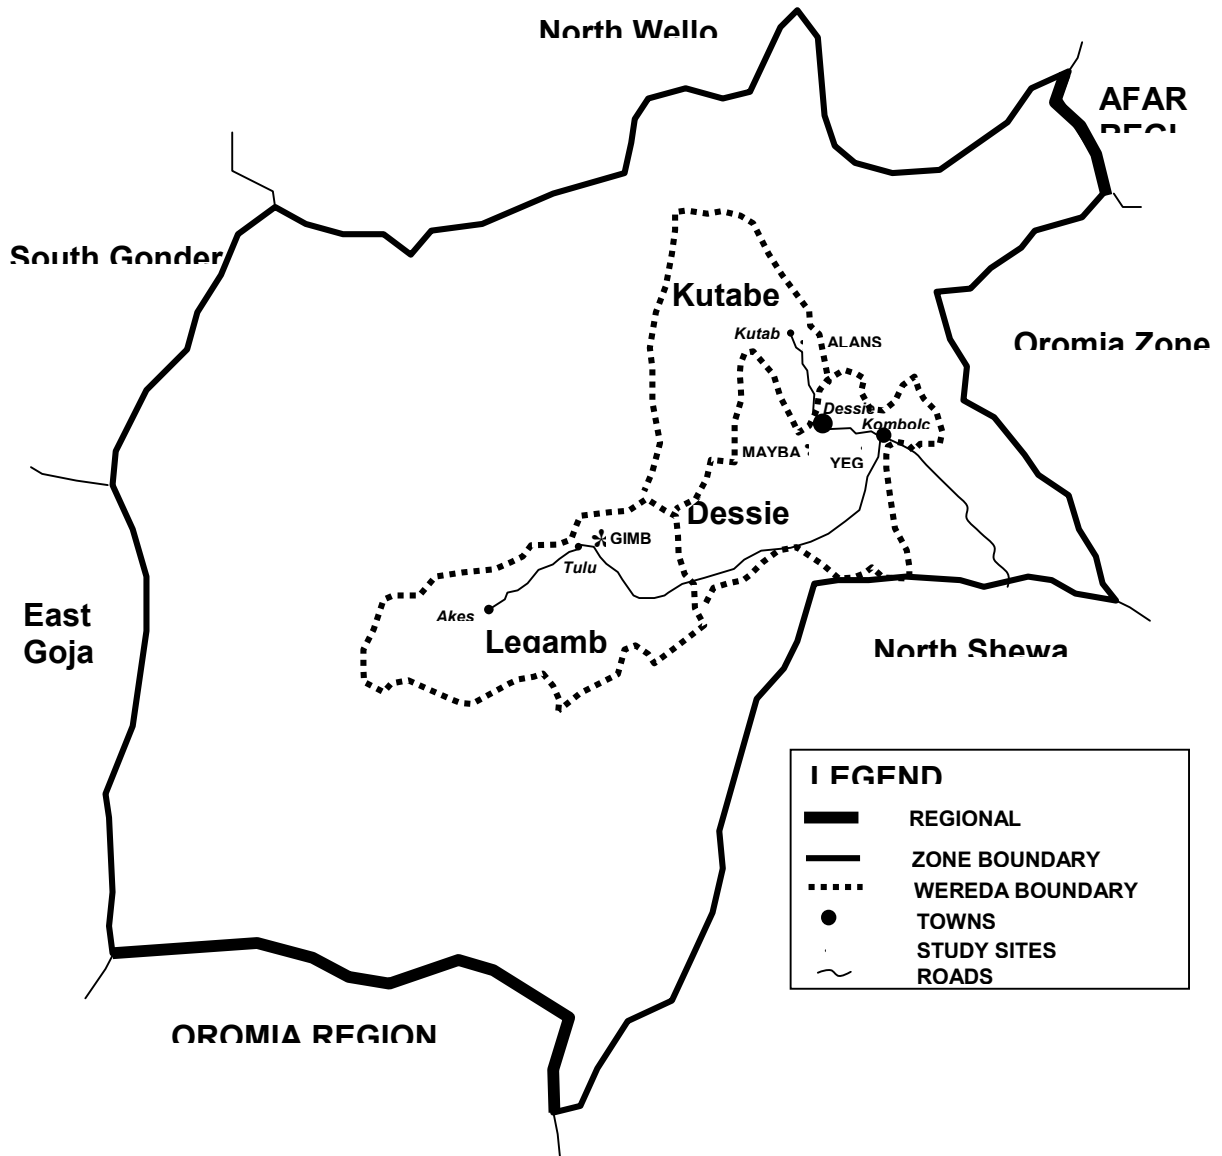 North Wello
AFAR
REGI
South Gonder
Kutabe
Kutab
ALANS
Oromia Zone
Dessie
Kombolc
MAYBA
YEG
Dessie
GIMB
Tulu
Akes
Legamb
East
Goja
North Shewa
LEGEND
REGIONAL
ZONE BOUNDARY
WEREDA BOUNDARY
TOWNS
STUDY SITES
ROADS
OROMIA REGION